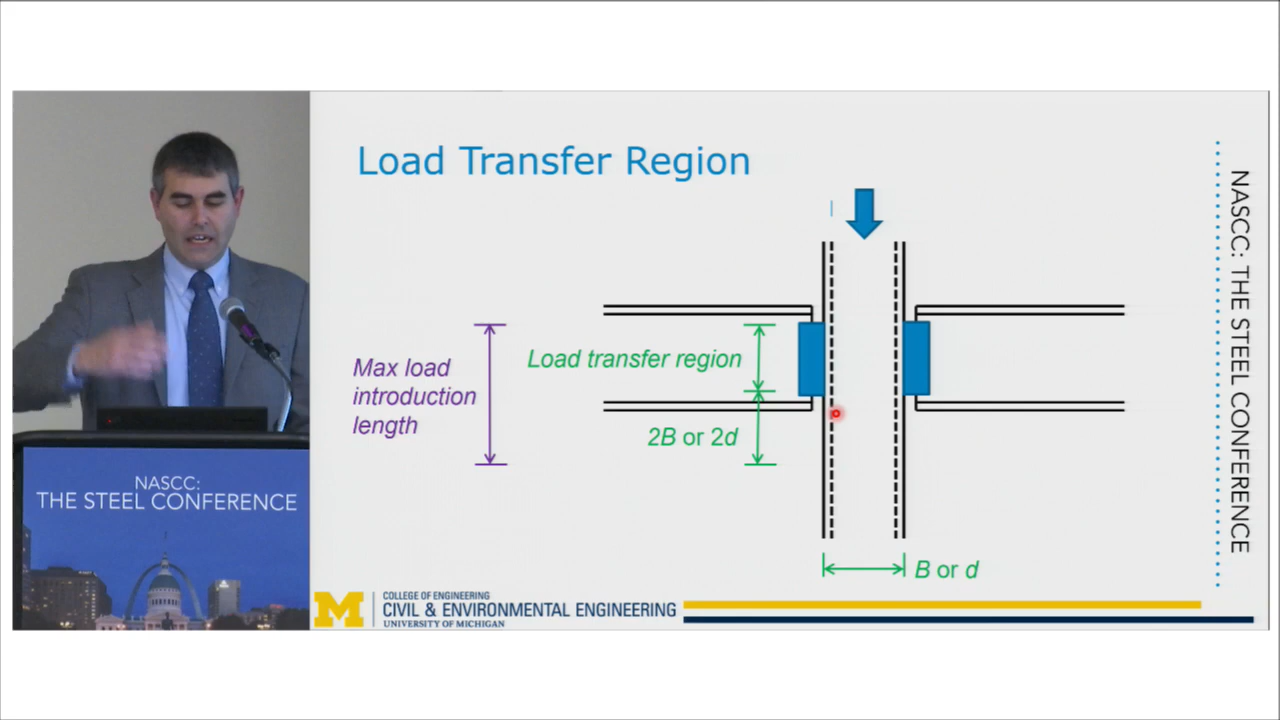 Load Transfer Region
Max load
introduction
length
Load transfer region
2B or 2d
B or d
NASCC: THE STEEL CONFERENCE
NASCC:
THE STEEL CONFERENCE
M
COLLEGE OF ENGINEERING
CIVIL & ENVIRONMENTAL ENGINEERING
UNIVERSITY OF MICHIGAN